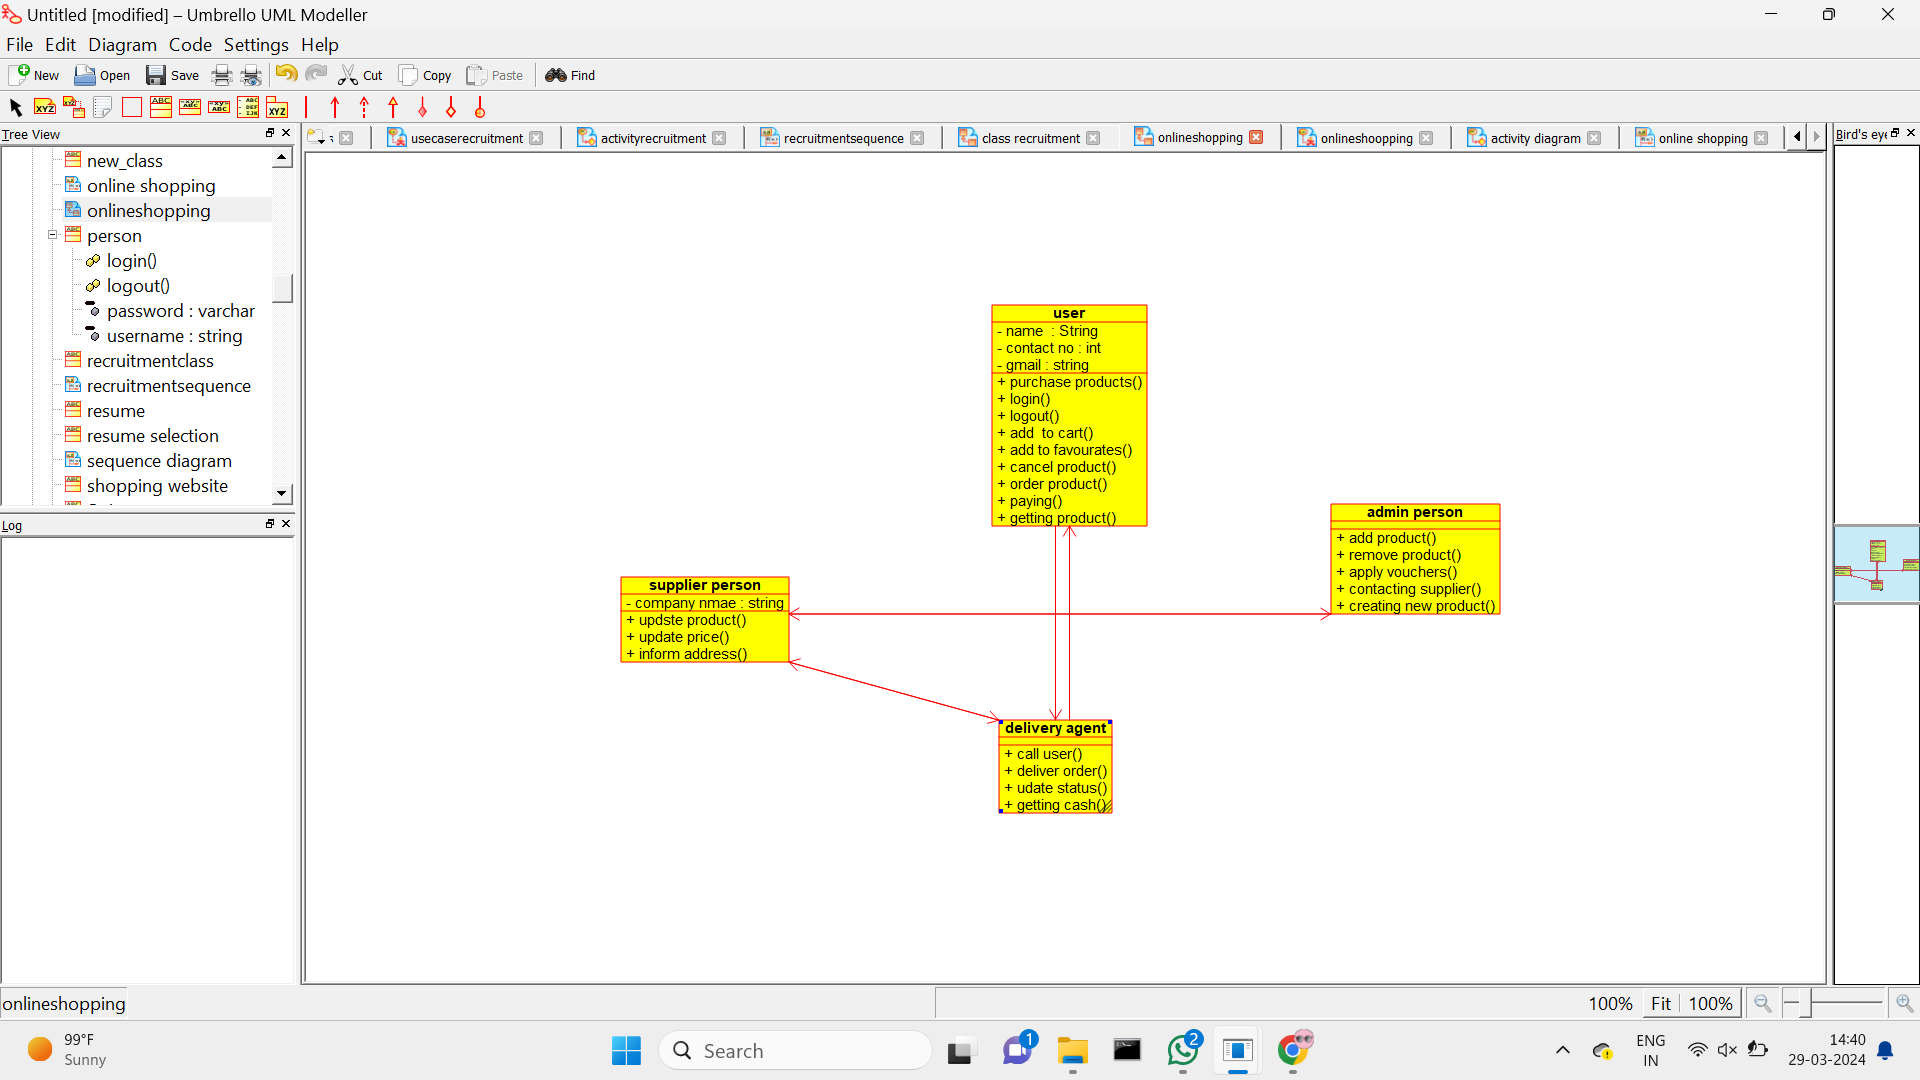 Untitled [modified] – Umbrello UML Modeller
File Edit Diagram Code Settings Help
New Open Save Cut Copy Paste Find
Tree View
usecaserecruitment activityrecruitment recruitmentsequence class recruitment onlineshopping onlineshoopping activity diagram online shopping
Bird's eye
new_class
online shopping
onlineshopping
person
login()
logout()
password : varchar
username : string
recruitmentclass
recruitmentsequence
resume
resume selection
sequence diagram
shopping website
Log
user
- name : String
- contact no : int
- gmail : string
+ purchase products()
+ login()
+ logout()
+ add to cart()
+ add to favourates()
+ cancel product()
+ order product()
+ paying()
+ getting product()
admin person
+ add product()
+ remove product()
+ apply vouchers()
+ contacting supplier()
+ creating new product()
supplier person
- company nmae : string
+ updste product()
+ update price()
+ inform address()
delivery agent
+ call user()
+ deliver order()
+ udate status()
+ getting cash()
onlineshopping
100% Fit 100%
99°F
Sunny
Search
1
2
ENG
IN
14:40
29-03-2024